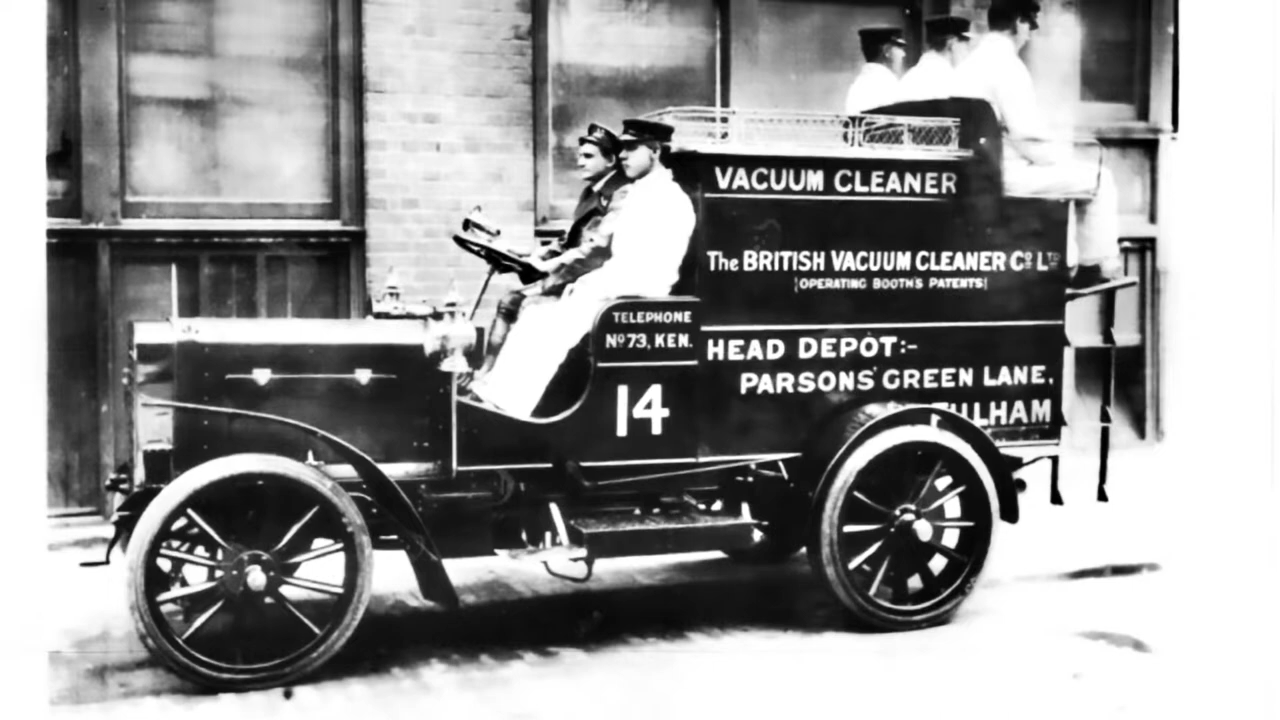 VACUUM CLEANER
The BRITISH VACUUM CLEANER Co LTD
(OPERATING BOOTH'S PATENTS)
TELEPHONE
No 73, KEN.
HEAD DEPÔT:-
PARSONS' GREEN LANE,
14
FULHAM